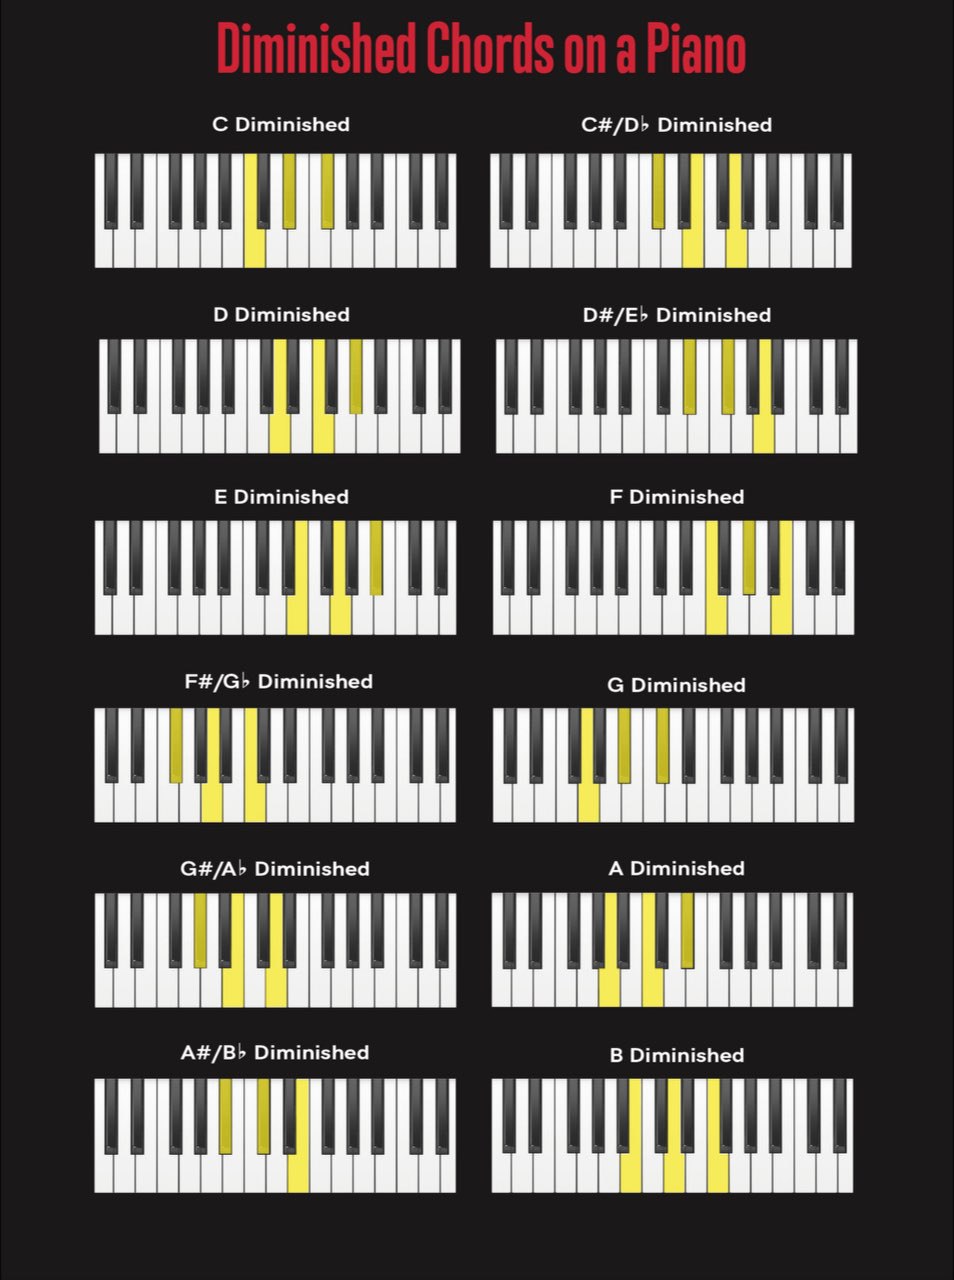 Diminished Chords on a Piano
C Diminished
C#/D♭ Diminished
D Diminished
D#/E♭ Diminished
E Diminished
F Diminished
F#/G♭ Diminished
G Diminished
G#/A♭ Diminished
A Diminished
A#/B♭ Diminished
B Diminished